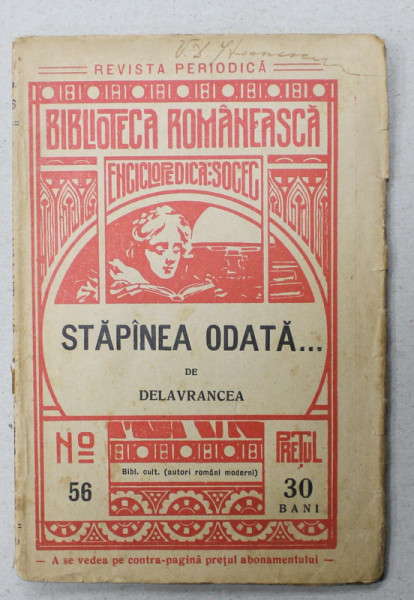 REVISTA PERIODICĂ
BIBLIOTECA ROMÂNEASCĂ
ENCICLOPEDICA:SOCEC
STĂPÎNEA ODATĂ...
DE
DELAVRANCEA
No PREȚUL
Bibl. cult. (autori români moderni)
56 30
BANI
— A se vedea pe contra-pagină prețul abonamentului —